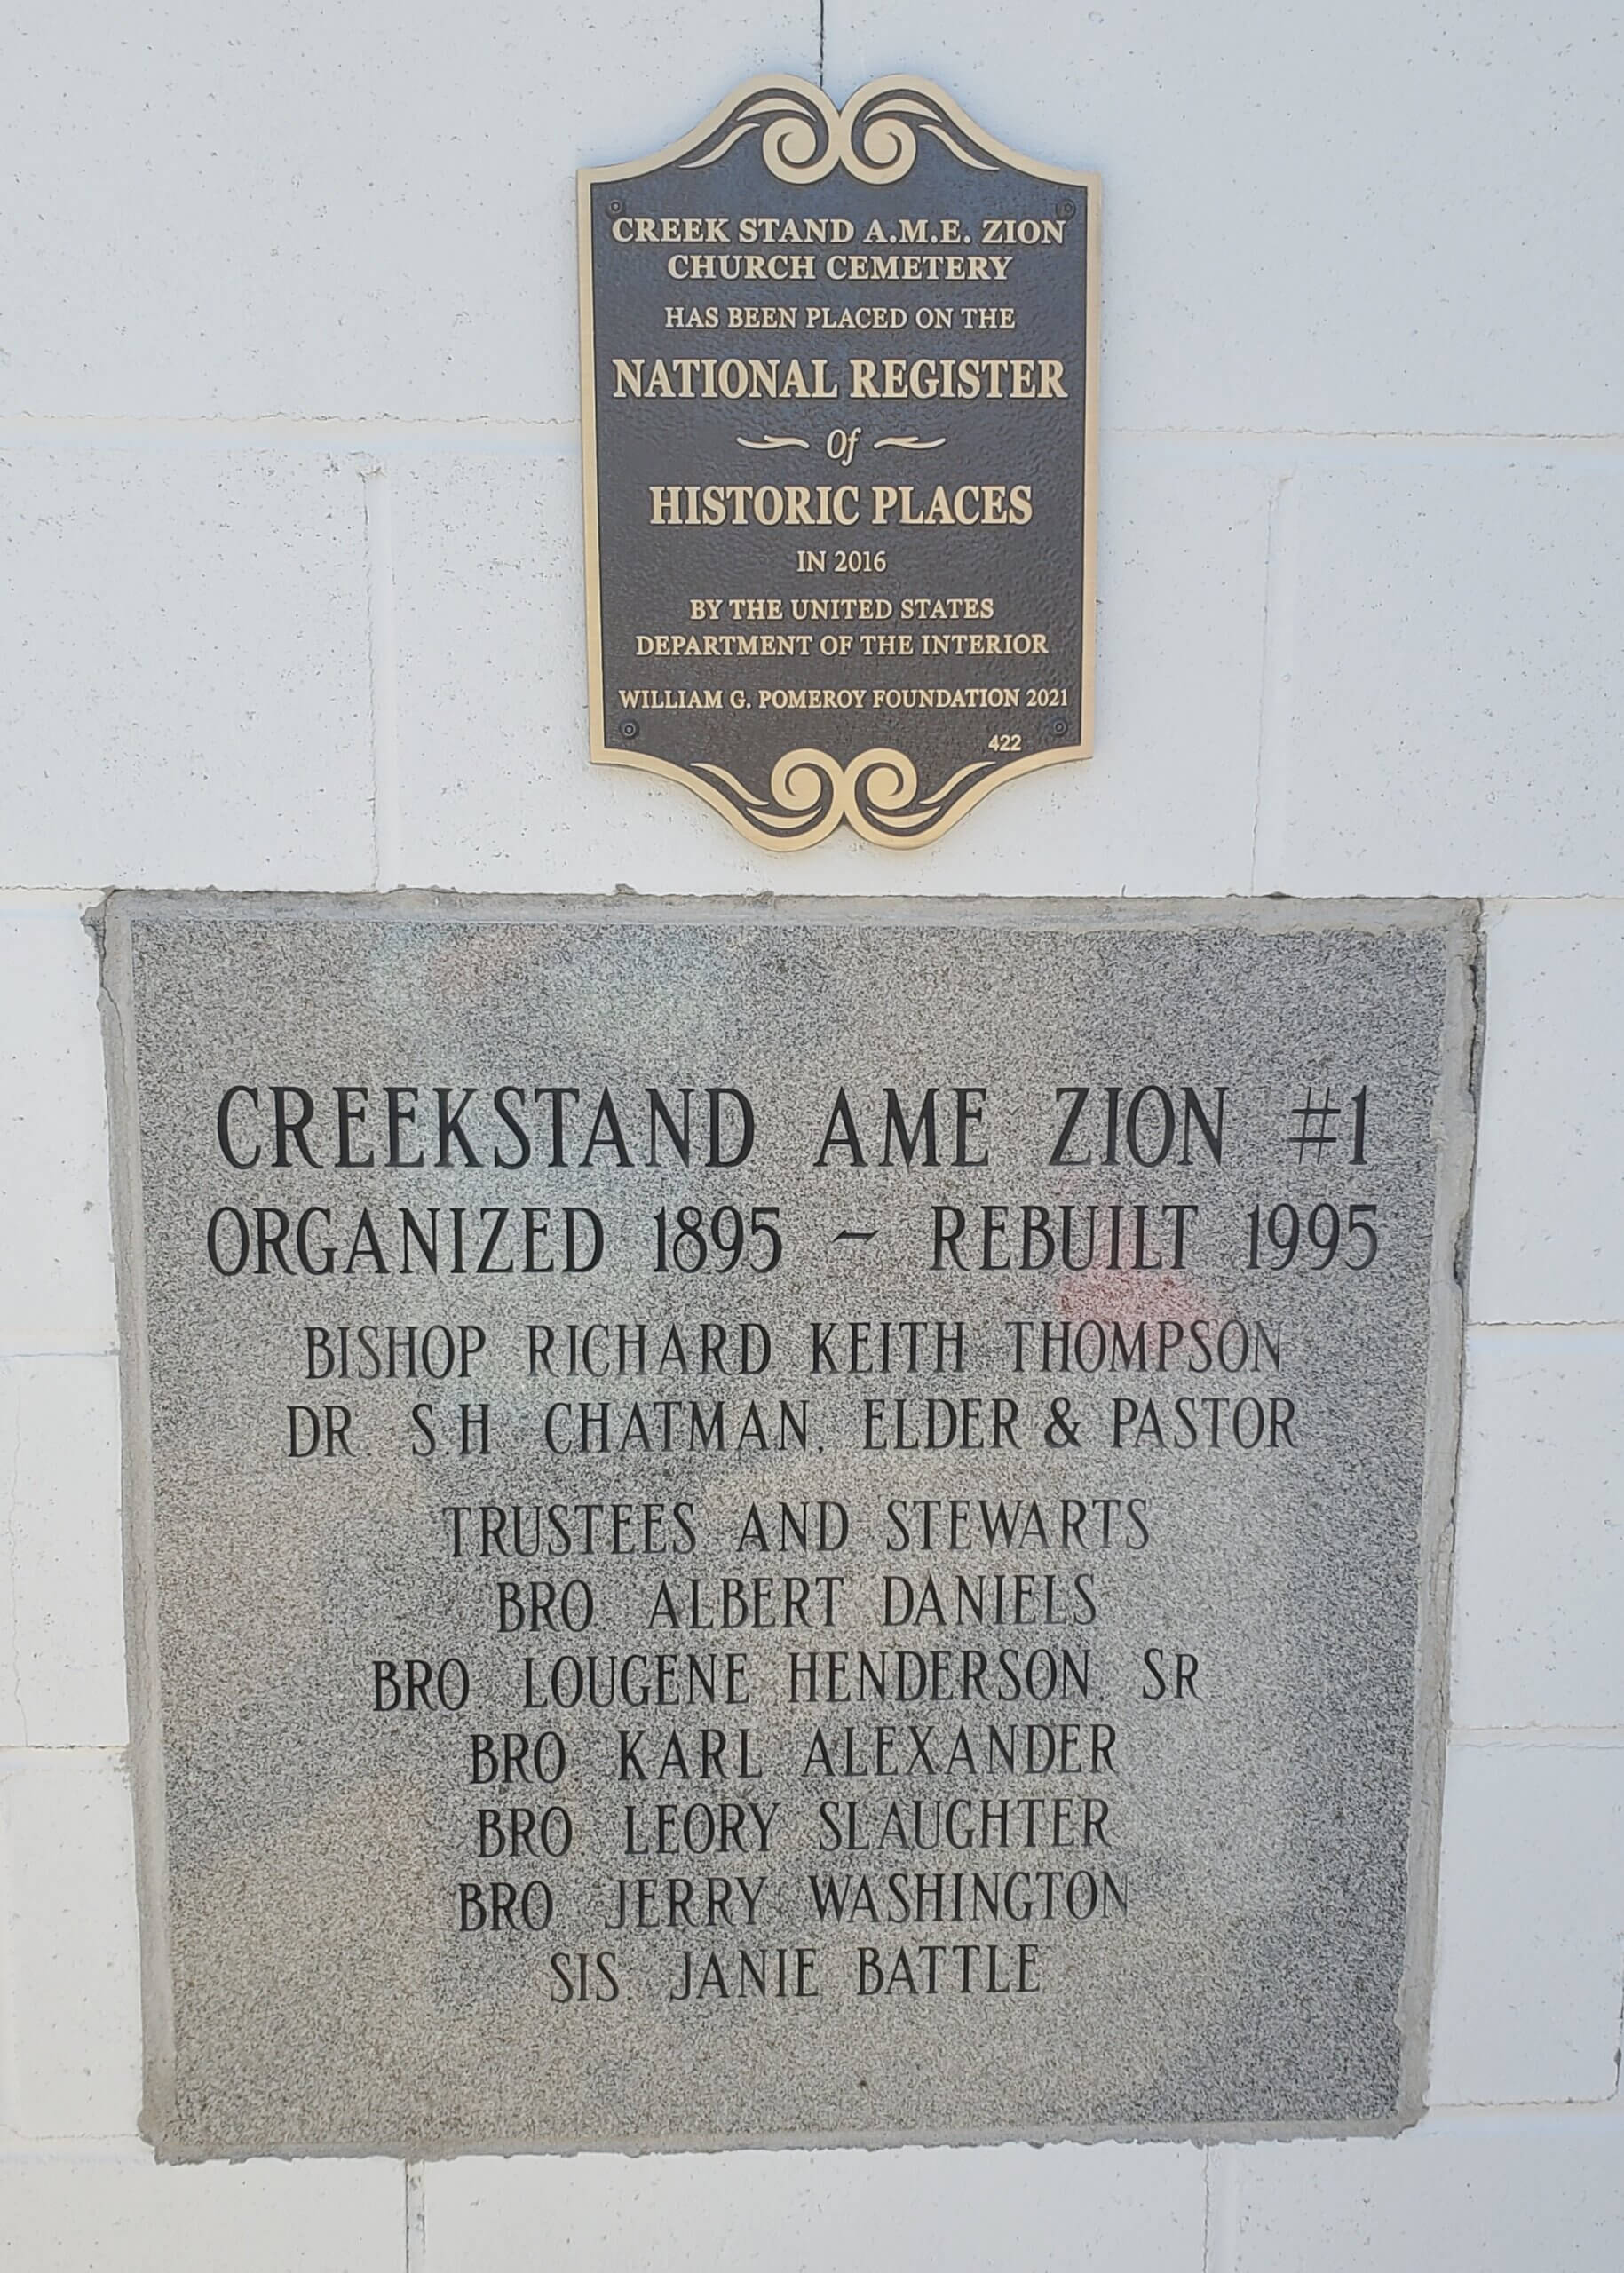 CREEK STAND A.M.E. ZION
CHURCH CEMETERY
HAS BEEN PLACED ON THE
NATIONAL REGISTER
Of
HISTORIC PLACES
IN 2016
BY THE UNITED STATES
DEPARTMENT OF THE INTERIOR
WILLIAM G. POMEROY FOUNDATION 2021
422
CREEKSTAND AME ZION #1
ORGANIZED 1895 - REBUILT 1995
BISHOP RICHARD KEITH THOMPSON
DR. S.H. CHATMAN, ELDER & PASTOR
TRUSTEES AND STEWARTS
BRO. ALBERT DANIELS
BRO. LOUGENE HENDERSON, SR
BRO. KARL ALEXANDER
BRO. LEORY SLAUGHTER
BRO. JERRY WASHINGTON
SIS. JANIE BATTLE